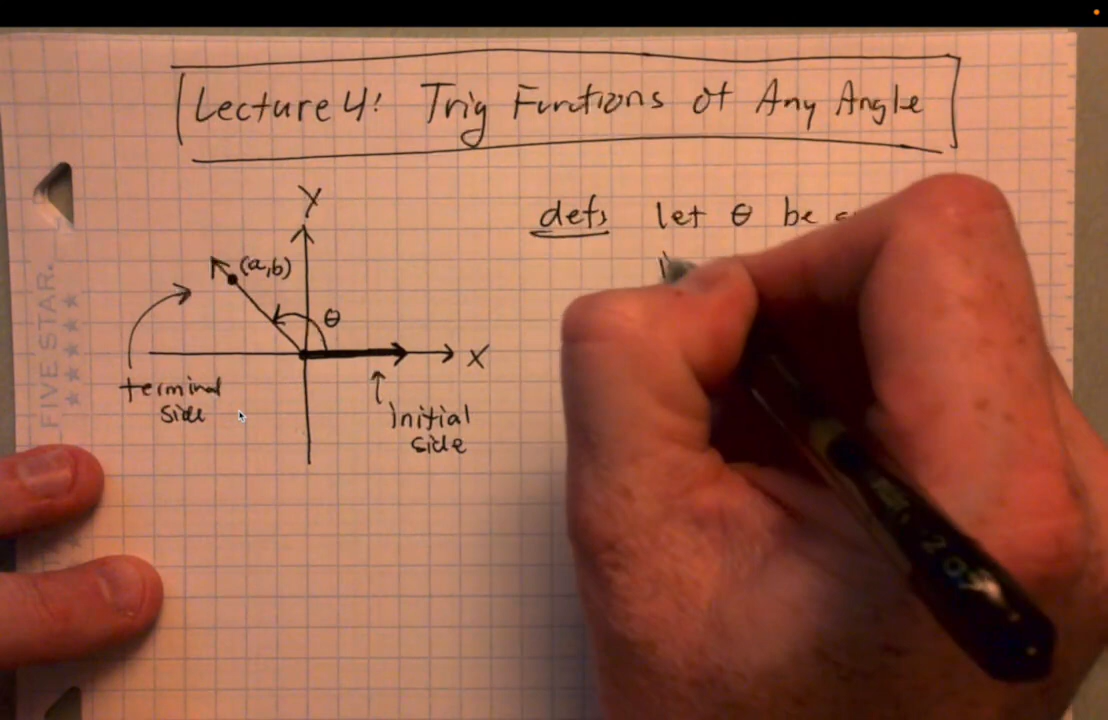 Lecture 4: Trig Functions of Any Angle
Y
defs let θ be
(a,b)
θ
X
terminal
side
Initial
side
FIVE STAR.